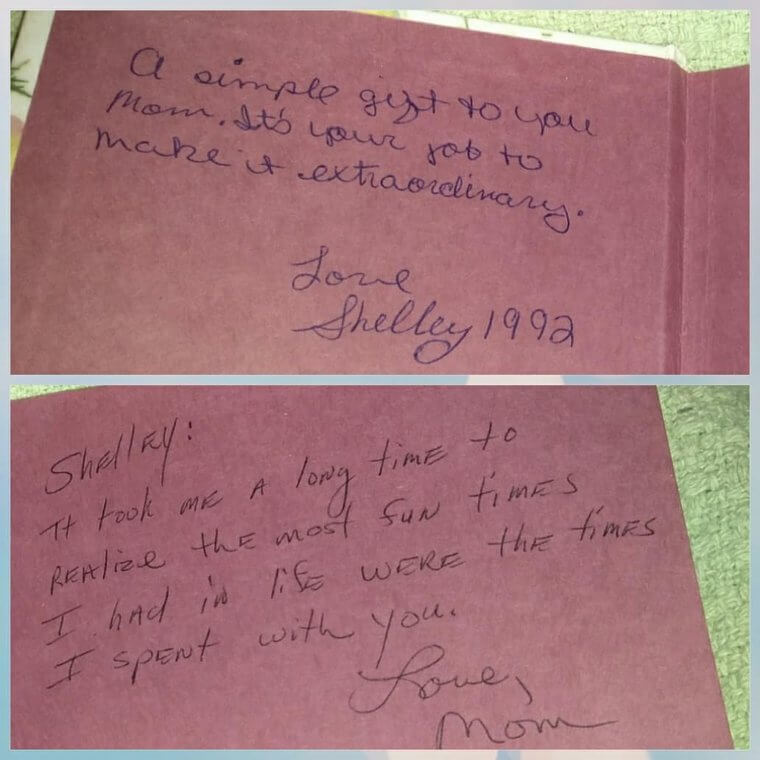 A simple gift to you
Mom. It's your job to
make it extraordinary.
Love
Shelley 1992
Shelley:
It took me a long time to
realize the most fun times
I had in life were the times
I spent with you.
Love,
Mom